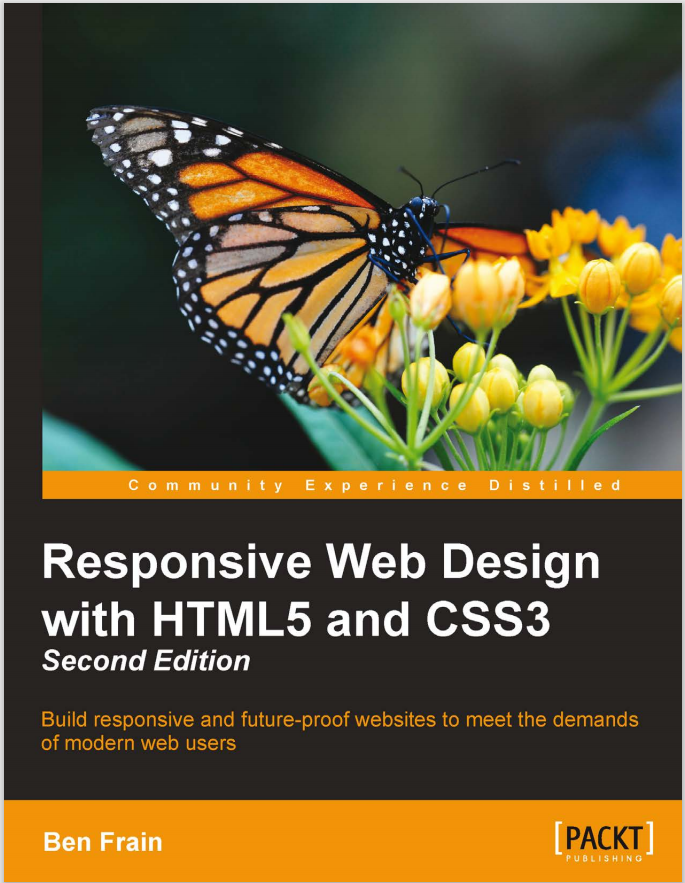 Community Experience Distilled
Responsive Web Design
with HTML5 and CSS3
Second Edition
Build responsive and future-proof websites to meet the demands
of modern web users
Ben Frain
[PACKT]
PUBLISHING